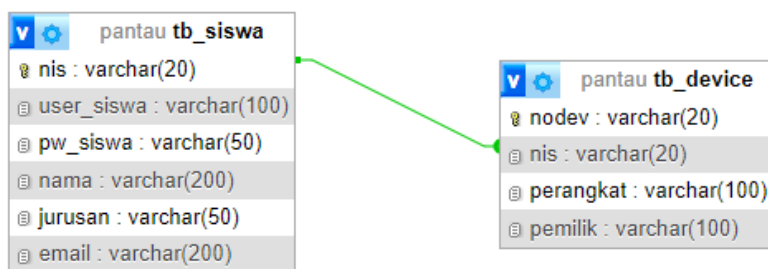 v pantau tb_siswa
nis : varchar(20)
user_siswa : varchar(100)
pw_siswa : varchar(50)
nama : varchar(200)
jurusan : varchar(50)
email : varchar(200)
v pantau tb_device
nodev : varchar(20)
nis : varchar(20)
perangkat : varchar(100)
pemilik : varchar(100)